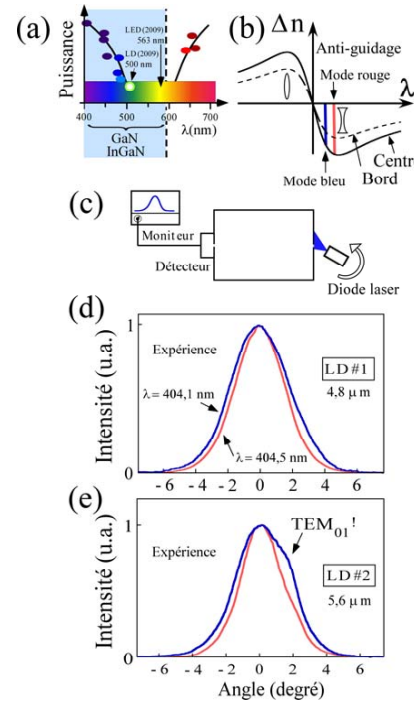 (a)
Puissance
LED (2009)
563 nm
LD (2009)
500 nm
400 500 600 700
λ(nm)
GaN
InGaN
(b)
Δn
Anti-guidage
Mode rouge
λ
Centre
Bord
Mode bleu
(c)
Moniteur
Détecteur
Diode laser
(d)
Intensité (u.a.)
1
Expérience
LD #1
4,8 μm
λ = 404,1 nm
λ = 404,5 nm
0
- 6 - 4 - 2 0 2 4 6
(e)
Intensité (u.a.)
1
Expérience
TEM01 !
LD #2
5,6 μm
0
- 6 - 4 - 2 0 2 4 6
Angle (degré)